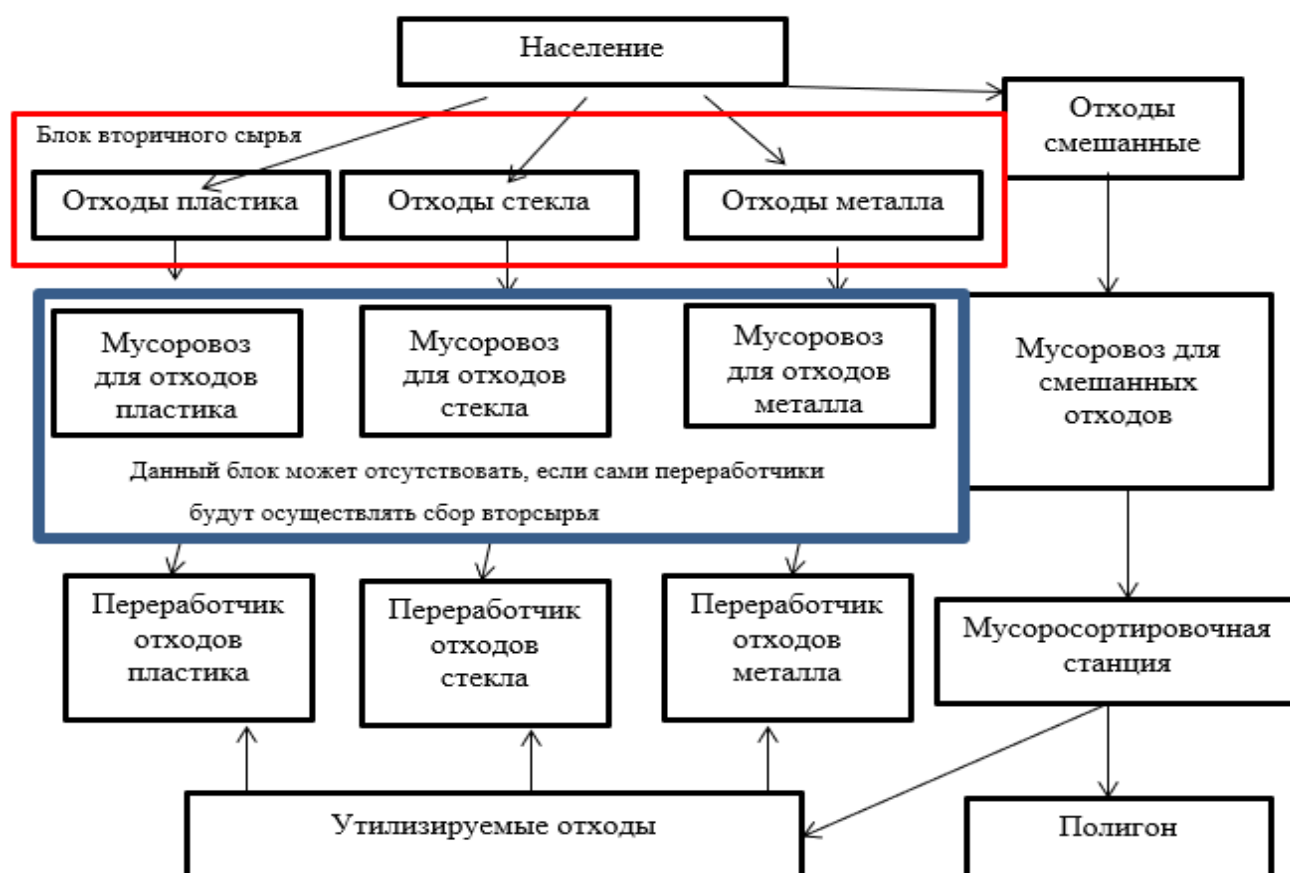 Население
Отходы
смешанные
Блок вторичного сырья
Отходы пластика
Отходы стекла
Отходы металла
Мусоровоз
для отходов
пластика
Мусоровоз
для отходов
стекла
Мусоровоз
для отходов
металла
Мусоровоз для
смешанных
отходов
Данный блок может отсутствовать, если сами переработчики
будут осуществлять сбор вторсырья
Переработчик
отходов
пластика
Переработчик
отходов
стекла
Переработчик
отходов
металла
Мусоросортировочная
станция
Утилизируемые отходы
Полигон